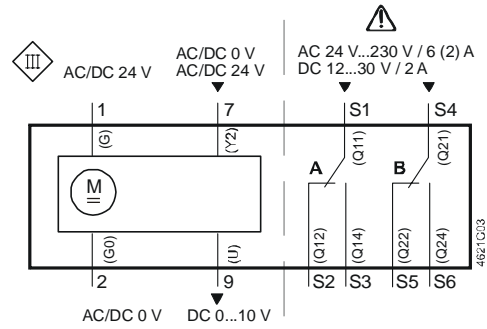 III
AC/DC 24 V
AC/DC 0 V
AC/DC 24 V
AC 24 V...230 V / 6 (2) A
DC 12...30 V / 2 A
1
7
S1
S4
(G)
(Y2)
(Q11)
(Q21)
A
B
M
(G0)
(U)
(Q12)
(Q14)
(Q22)
(Q24)
4621C03
2
9
S2
S3
S5
S6
AC/DC 0 V
DC 0...10 V